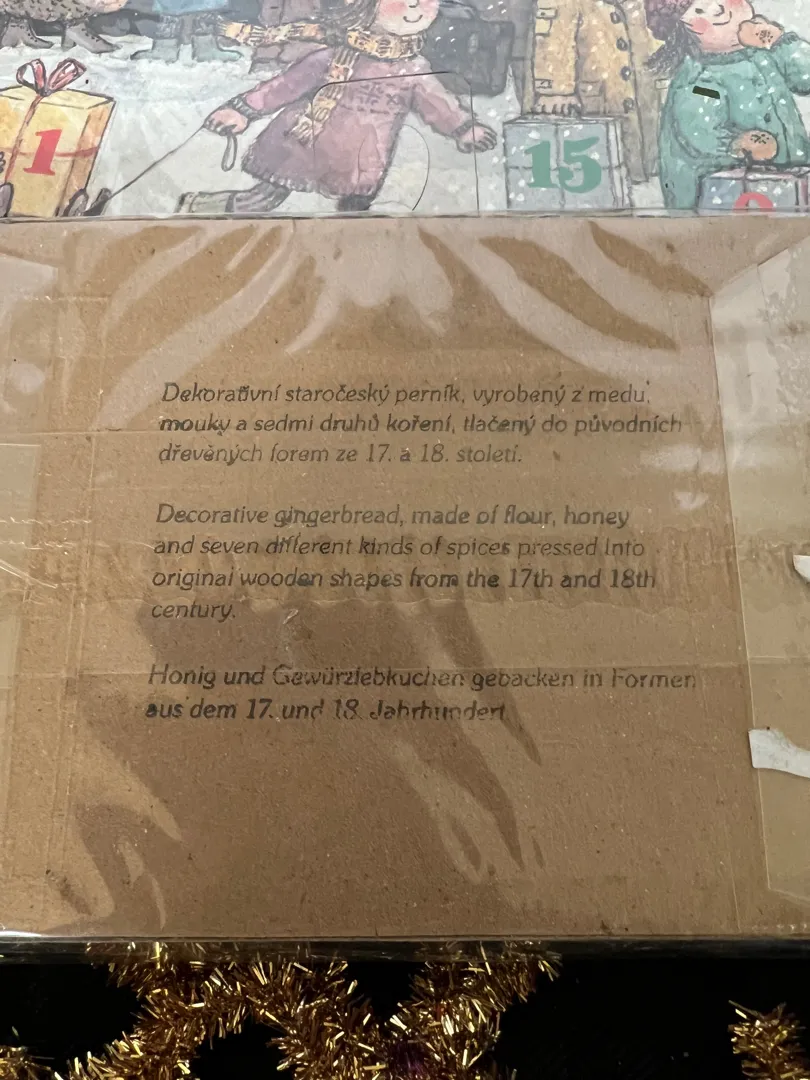 1
15
9
Dekorativní staročeský perník, vyrobený z medu,
mouky a sedmi druhů koření, tlačený do původních
dřevěných forem ze 17. a 18. století.
Decorative gingerbread, made of flour, honey
and seven different kinds of spices pressed into
original wooden shapes from the 17th and 18th
century.
Honig und Gewürzlebkuchen gebacken in Formen
aus dem 17. und 18. Jahrhundert.